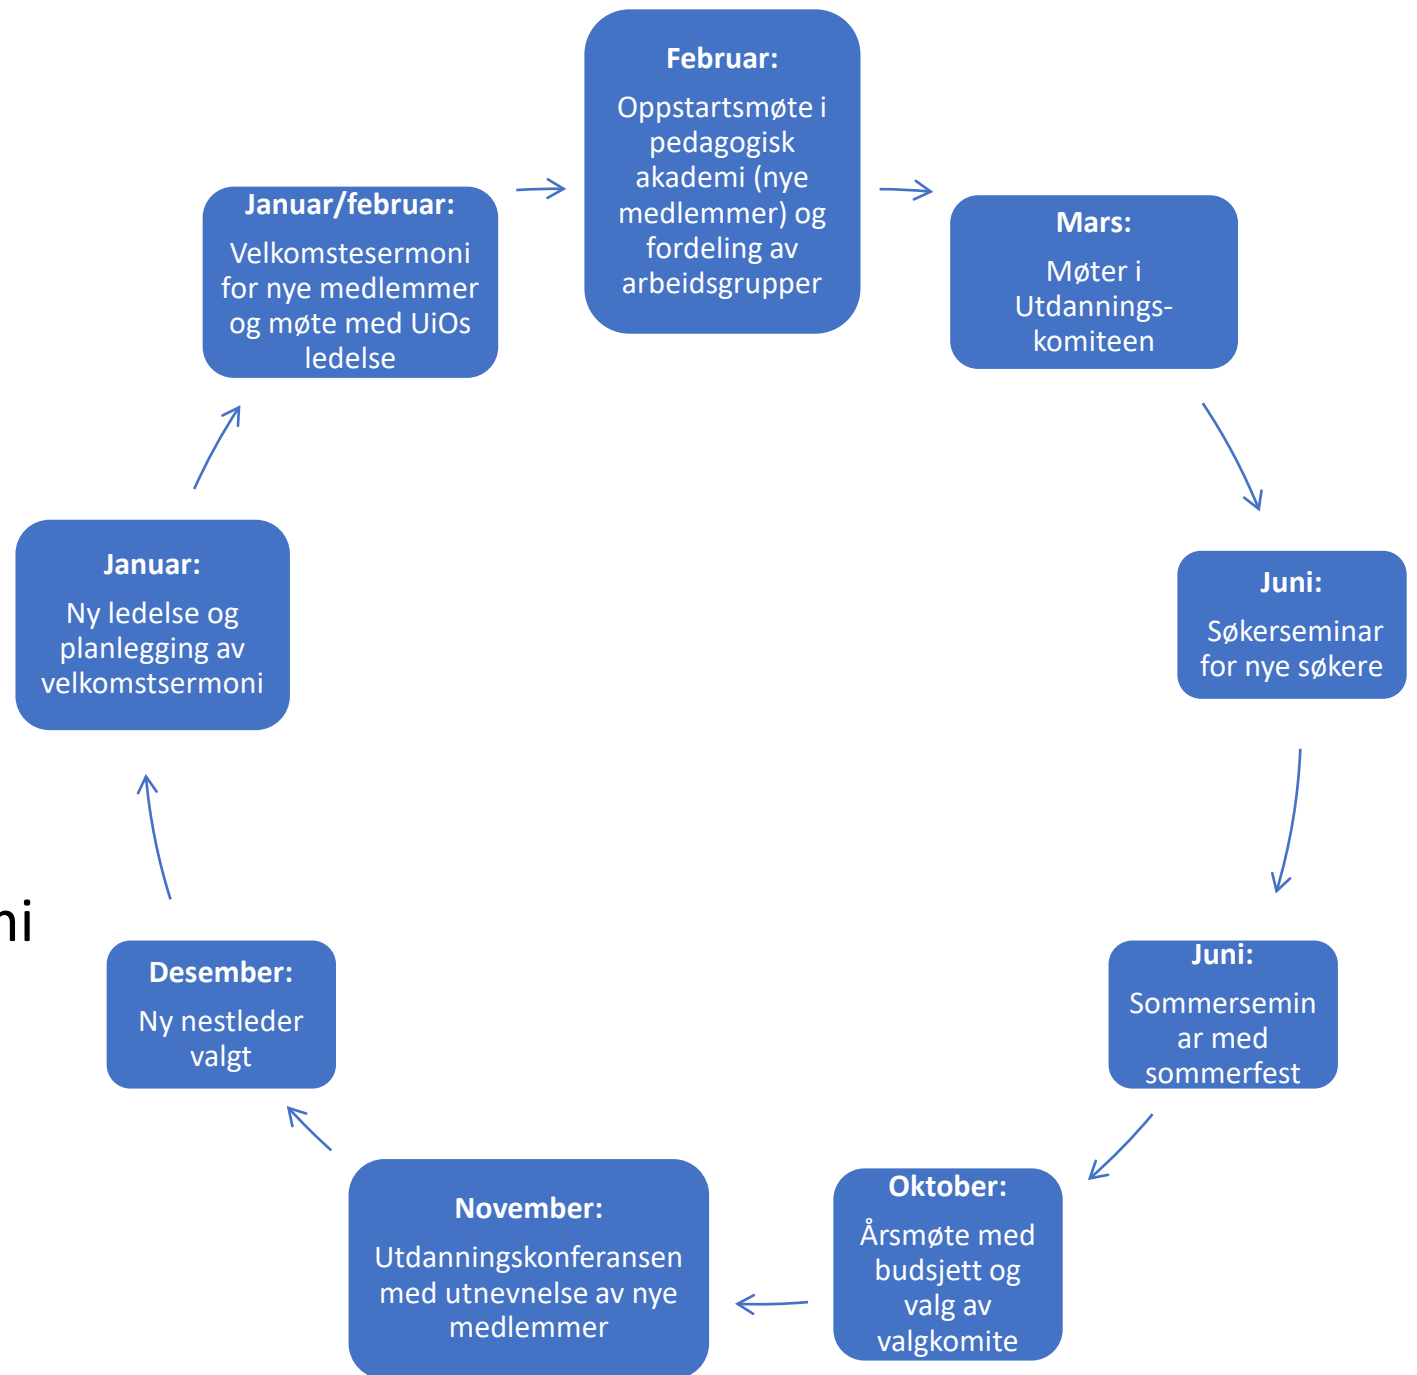 Februar:
Oppstartsmøte i
pedagogisk
akademi (nye
medlemmer) og
fordeling av
arbeidsgrupper
Mars:
Møter i
Utdannings-
komiteen
Juni:
Søkerseminar
for nye søkere
Juni:
Sommersemin
ar med
sommerfest
Oktober:
Årsmøte med
budsjett og
valg av
valgkomite
November:
Utdanningskonferansen
med utnevnelse av nye
medlemmer
Desember:
Ny nestleder
valgt
Januar:
Ny ledelse og
planlegging av
velkomstsermoni
Januar/februar:
Velkomstesermoni
for nye medlemmer
og møte med UiOs
ledelse